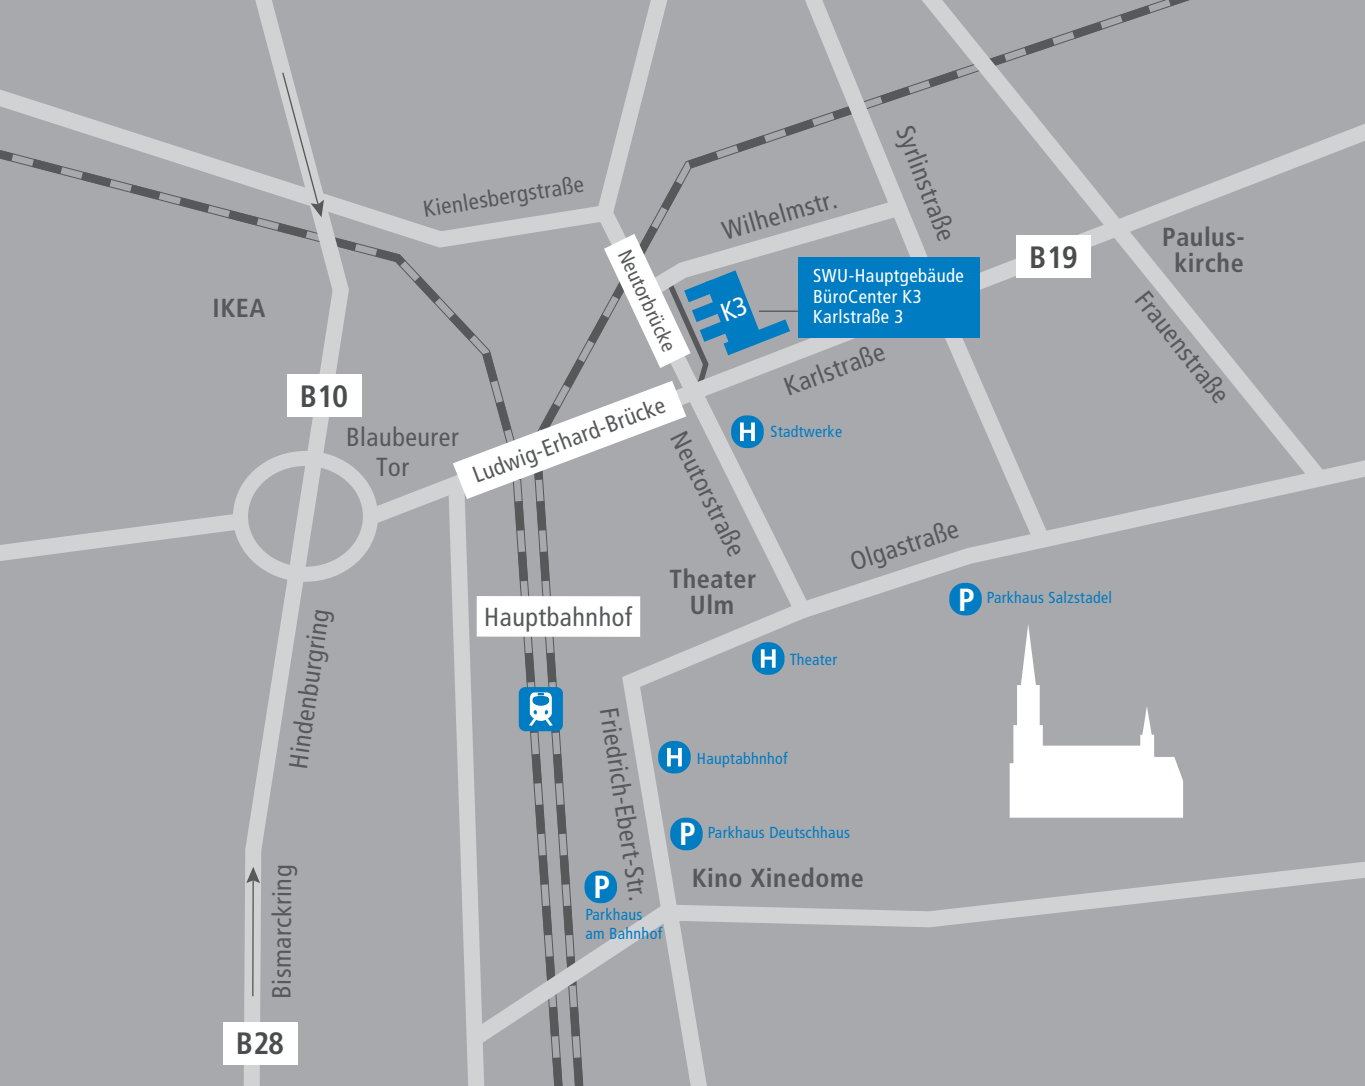 Kienlesbergstraße
Wilhelmstr.
Syrlinstraße
B19
Paulus-
kirche
Neutorbrücke
K3
SWU-Hauptgebäude
BüroCenter K3
Karlstraße 3
IKEA
Frauenstraße
B10
Karlstraße
Blaubeurer
Tor
Ludwig-Erhard-Brücke
H
Stadtwerke
Neutorstraße
Olgastraße
Theater
Ulm
P
Parkhaus Salzstadel
Hauptbahnhof
Hindenburgring
H
Theater
Friedrich-Ebert-Str.
H
Hauptabhnhof
P
Parkhaus Deutschhaus
Kino Xinedome
P
Parkhaus
am Bahnhof
Bismarckring
B28